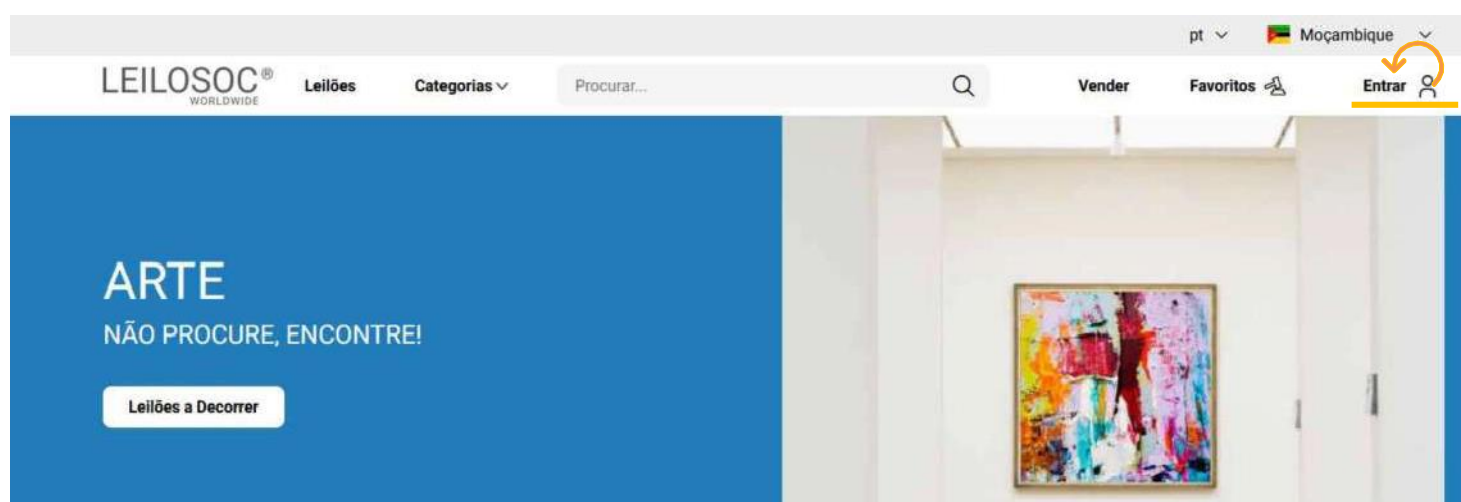 pt Moçambique
LEILOSOC® Leilões Categorias Procurar... Vender Favoritos Entrar
WORLDWIDE
ARTE
NÃO PROCURE, ENCONTRE!
Leilões a Decorrer